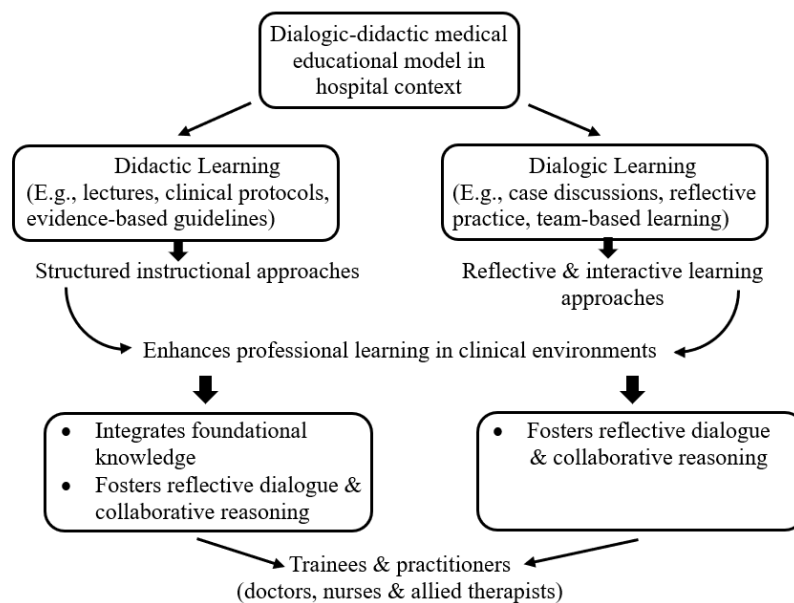 Dialogic-didactic medical
educational model in
hospital context
Didactic Learning
(E.g., lectures, clinical protocols,
evidence-based guidelines)
Dialogic Learning
(E.g., case discussions, reflective
practice, team-based learning)
Structured instructional approaches
Reflective & interactive learning
approaches
Enhances professional learning in clinical environments
• Integrates foundational
knowledge
• Fosters reflective dialogue &
collaborative reasoning
• Fosters reflective dialogue
& collaborative reasoning
Trainees & practitioners
(doctors, nurses & allied therapists)